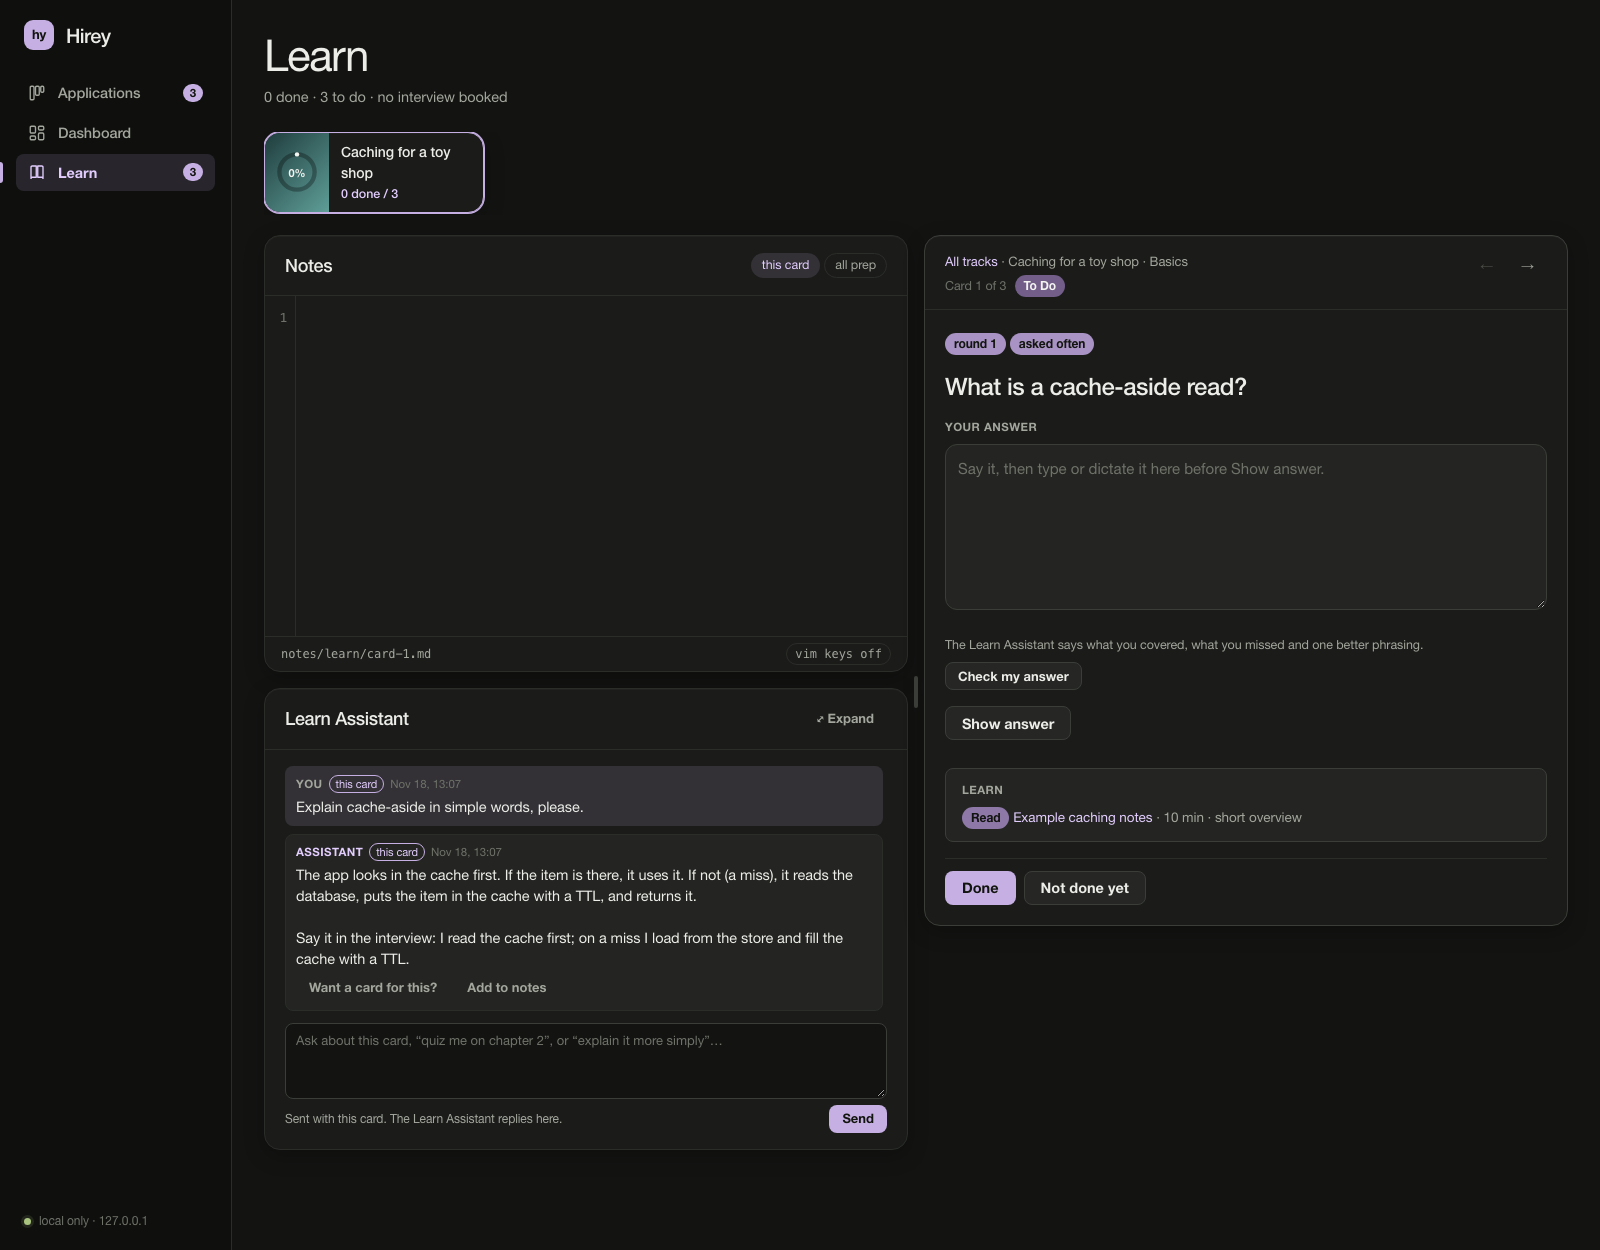 hy Hirey
Applications 3
Dashboard
Learn 3
Learn
0 done · 3 to do · no interview booked
0%
Caching for a toy
shop
0 done / 3
Notes
this card all prep
1
notes/learn/card-1.md
vim keys off
Learn Assistant
⤢ Expand
YOU this card Nov 18, 13:07
Explain cache-aside in simple words, please.
ASSISTANT this card Nov 18, 13:07
The app looks in the cache first. If the item is there, it uses it. If not (a miss), it reads the
database, puts the item in the cache with a TTL, and returns it.
Say it in the interview: I read the cache first; on a miss I load from the store and fill the
cache with a TTL.
Want a card for this? Add to notes
Ask about this card, “quiz me on chapter 2”, or “explain it more simply”…
Sent with this card. The Learn Assistant replies here.
Send
All tracks · Caching for a toy shop · Basics
← →
Card 1 of 3 To Do
round 1 asked often
What is a cache-aside read?
YOUR ANSWER
Say it, then type or dictate it here before Show answer.
The Learn Assistant says what you covered, what you missed and one better phrasing.
Check my answer
Show answer
LEARN
Read Example caching notes · 10 min · short overview
Done Not done yet
local only · 127.0.0.1